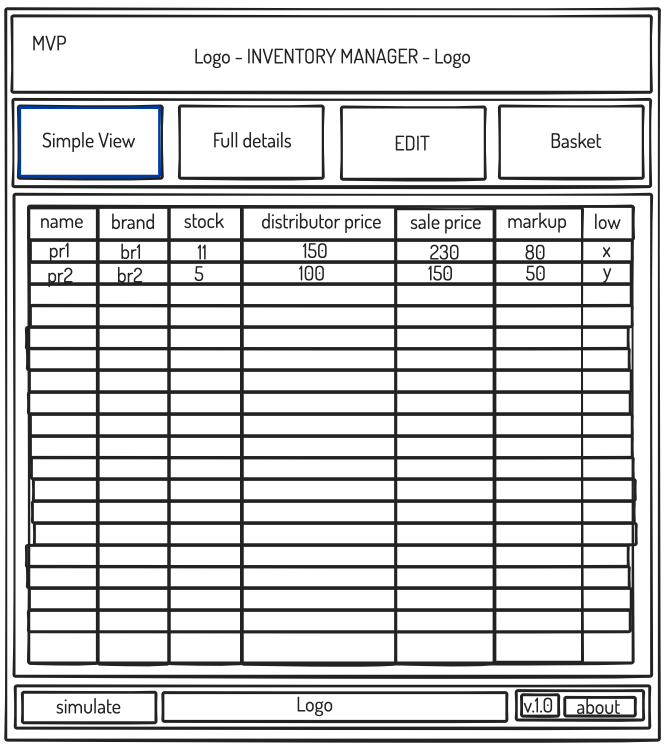 MVP
Logo - INVENTORY MANAGER - Logo
Simple View Full details EDIT Basket
name brand stock distributor price sale price markup low
pr1 br1 11 150 230 80 x
pr2 br2 5 100 150 50 y
simulate Logo v.1.0 about